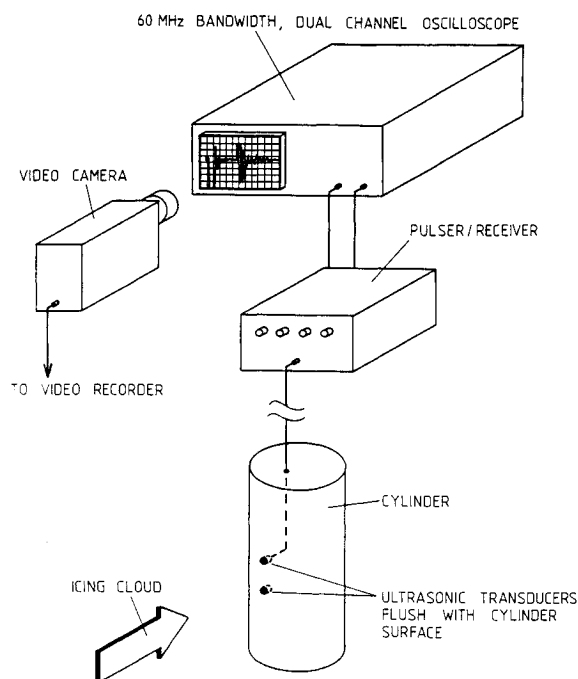 60 MHz BANDWIDTH, DUAL CHANNEL OSCILLOSCOPE
VIDEO CAMERA
PULSER/RECEIVER
TO VIDEO RECORDER
CYLINDER
ICING CLOUD
ULTRASONIC TRANSDUCERS
FLUSH WITH CYLINDER
SURFACE